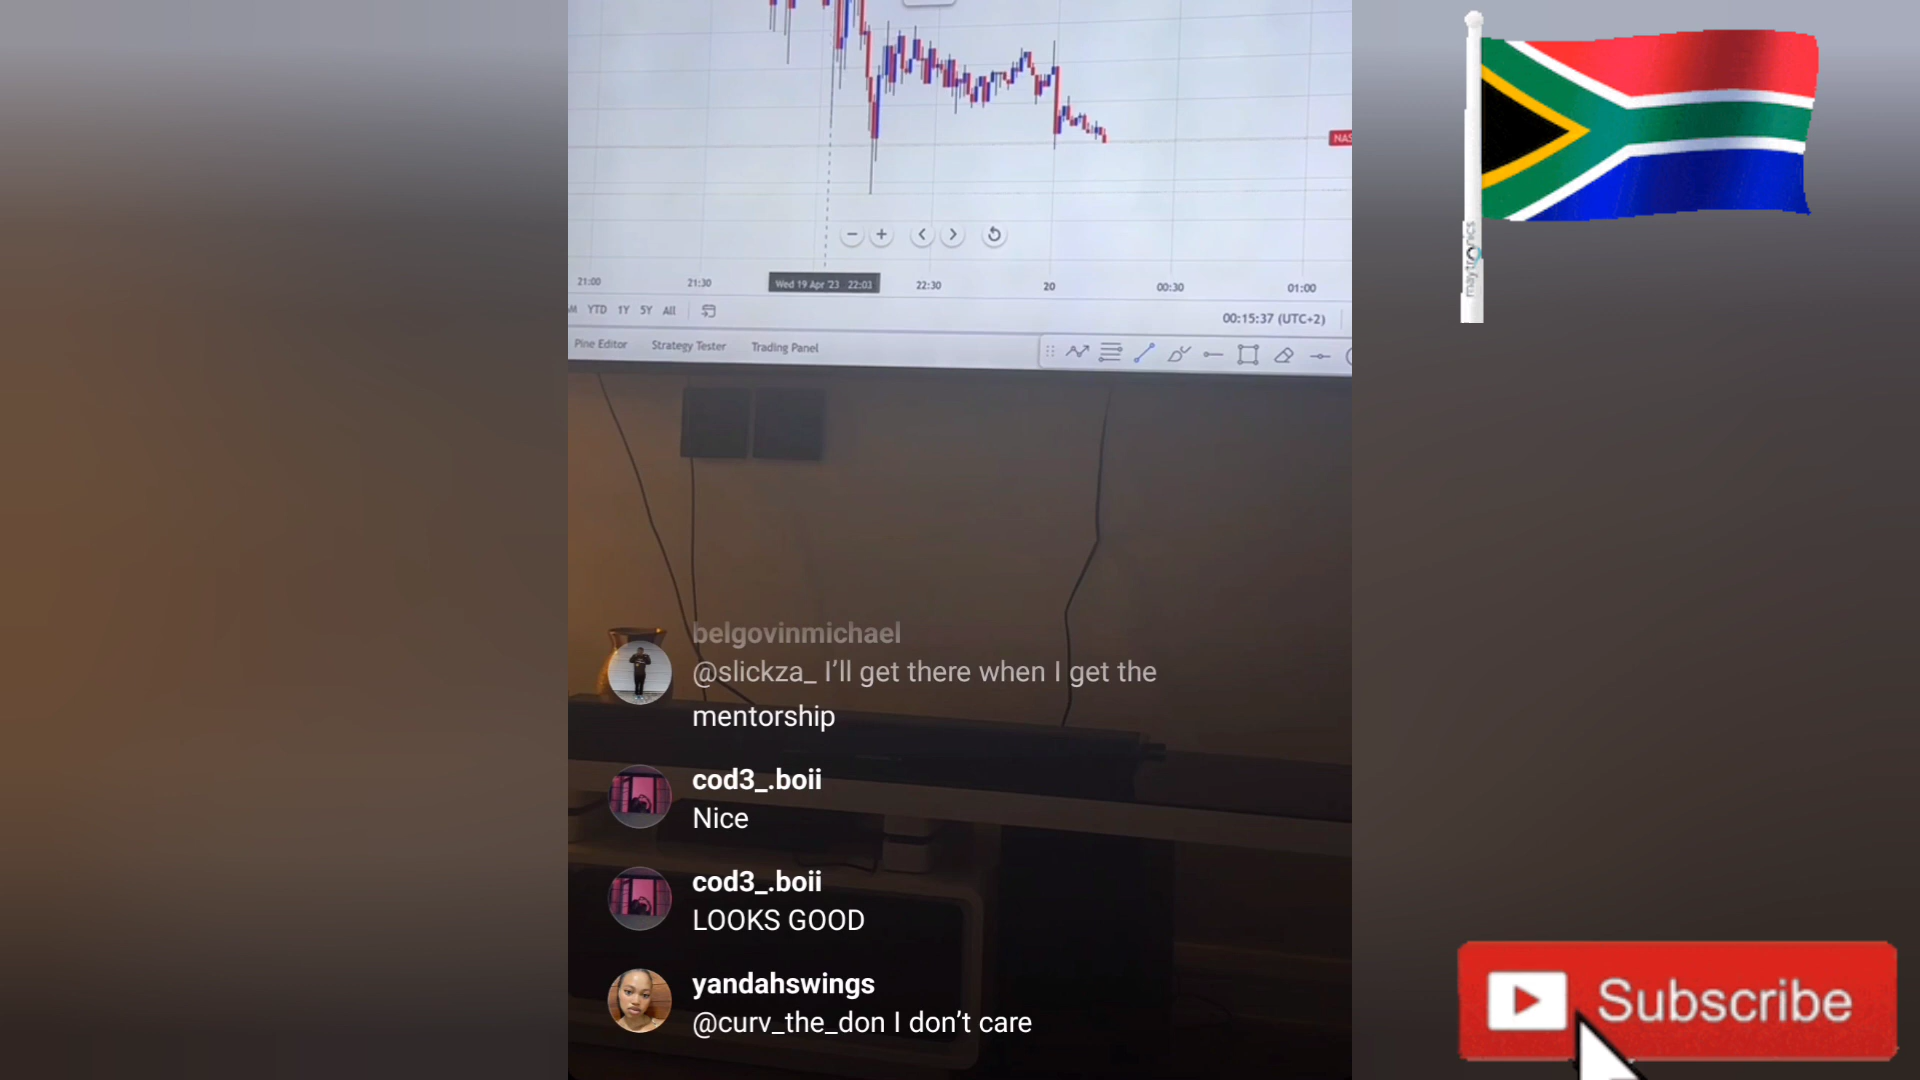 NAS
21:00
21:30
Wed 19 Apr '23 22:03
22:30
20
00:30
01:00
M YTD 1Y 5Y All
00:15:37 (UTC+2)
Pine Editor Strategy Tester Trading Panel
maytronics
belgovinmichael
@slickza_ I’ll get there when I get the
mentorship
cod3_.boii
Nice
cod3_.boii
LOOKS GOOD
yandahswings
@curv_the_don I don’t care
Subscribe